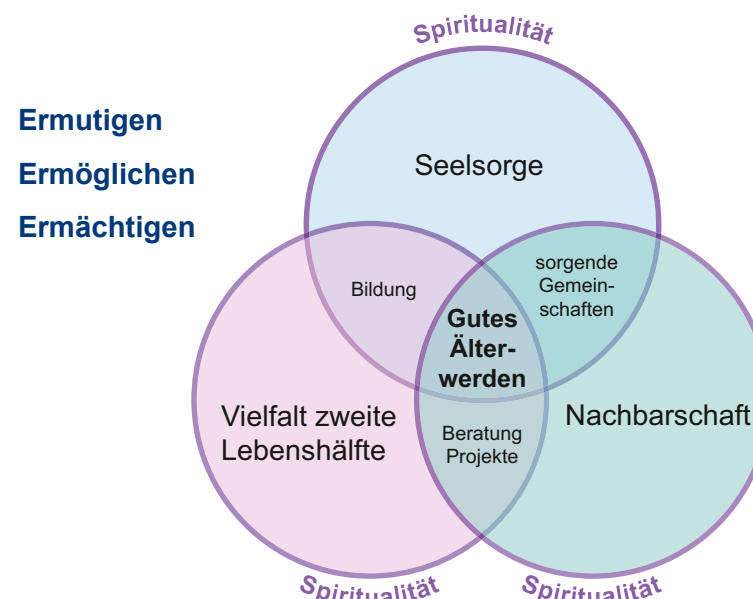 Spiritualität
Ermutigen
Ermöglichen
Ermächtigen
Seelsorge
Bildung
sorgende
Gemein-
schaften
Gutes
Älter-
werden
Vielfalt zweite
Lebenshälfte
Beratung
Projekte
Nachbarschaft
Spiritualität
Spiritualität